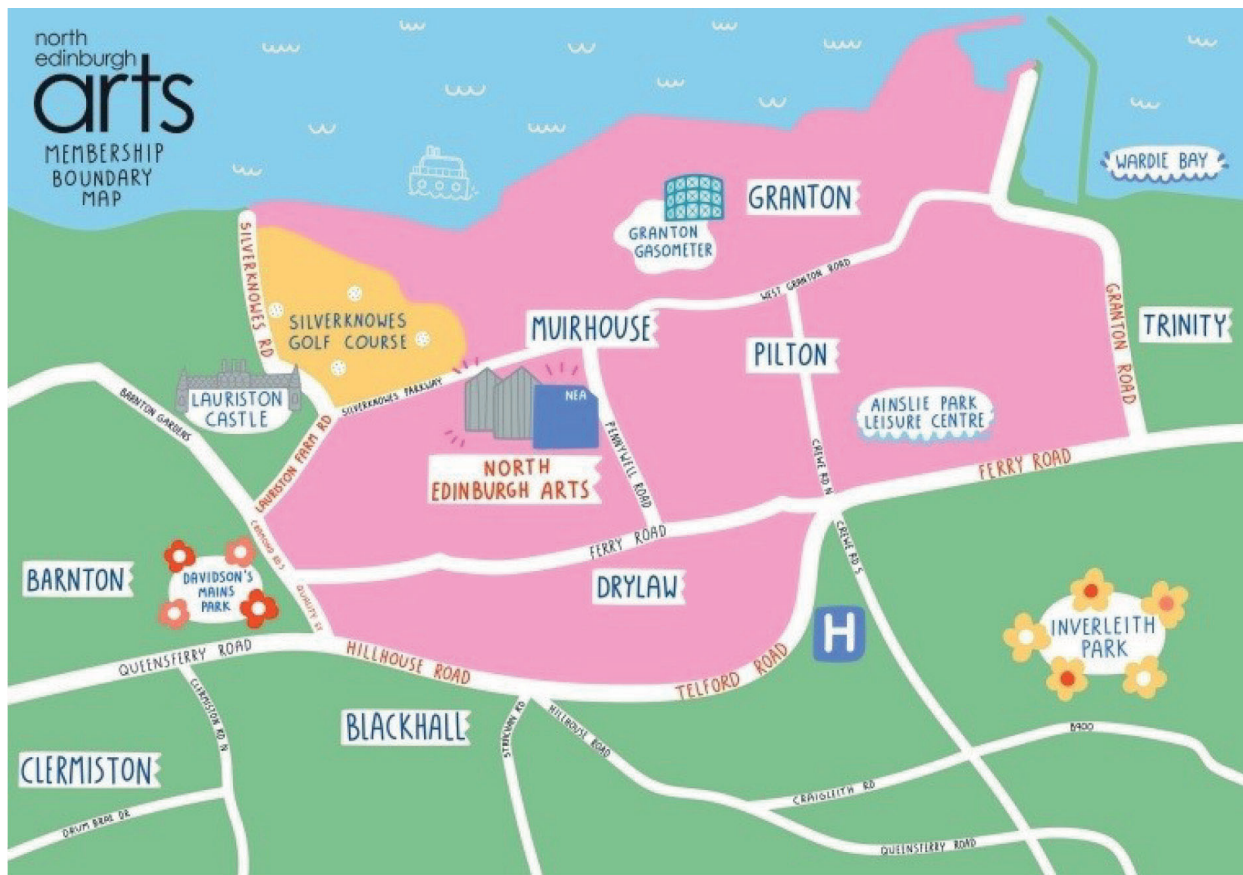 north
edinburgh
arts
MEMBERSHIP
BOUNDARY
MAP
WARDIE BAY
GRANTON
GRANTON
GASOMETER
SILVERKNOWES RD
SILVERKNOWES
GOLF COURSE
MUIRHOUSE
WEST GRANTON ROAD
PILTON
GRANTON ROAD
TRINITY
LAURISTON
CASTLE
SILVERKNOWES PARKWAY
NEA
BARNTON GARDENS
LAURISTON FARM RD
NORTH
EDINBURGH ARTS
PENNYWELL ROAD
CREWE RD N
AINSLIE PARK
LEISURE CENTRE
FERRY ROAD
FERRY ROAD
CREWE RD S
CRAMOND RD S
BARNTON
DAVIDSON'S
MAINS
PARK
QUALITY ST
DRYLAW
H
INVERLEITH
PARK
QUEENSFERRY ROAD
HILLHOUSE ROAD
TELFORD ROAD
CLERMISTON RD N
BLACKHALL
STRACHAN RD
HILLHOUSE ROAD
B900
CLERMISTON
CRAIGLEITH RD
DRUM BRAE DR
QUEENSFERRY ROAD